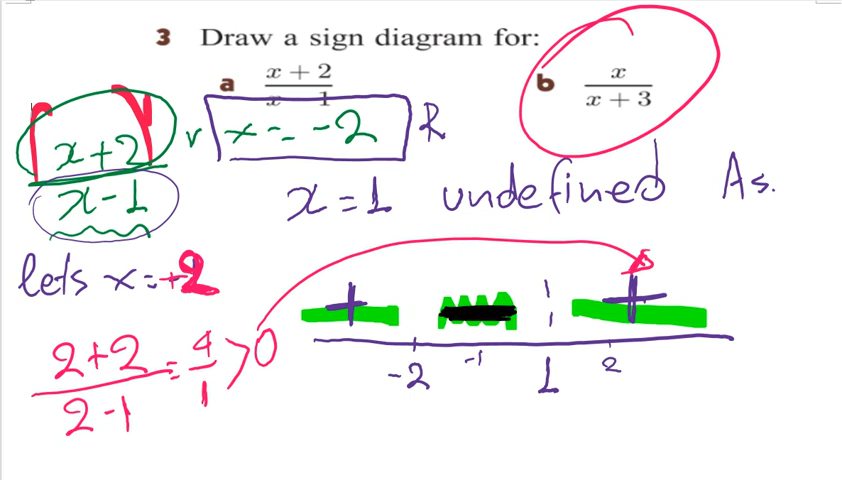 3 Draw a sign diagram for:
a (x + 2)/(x - 1)
b x/(x + 3)
(x+2)/(x-1) r x = -2 R
x = 1 undefined As.
lets x = +2
+ - +
(2+2)/(2-1) = 4/1 > 0
-2 -1 1 2